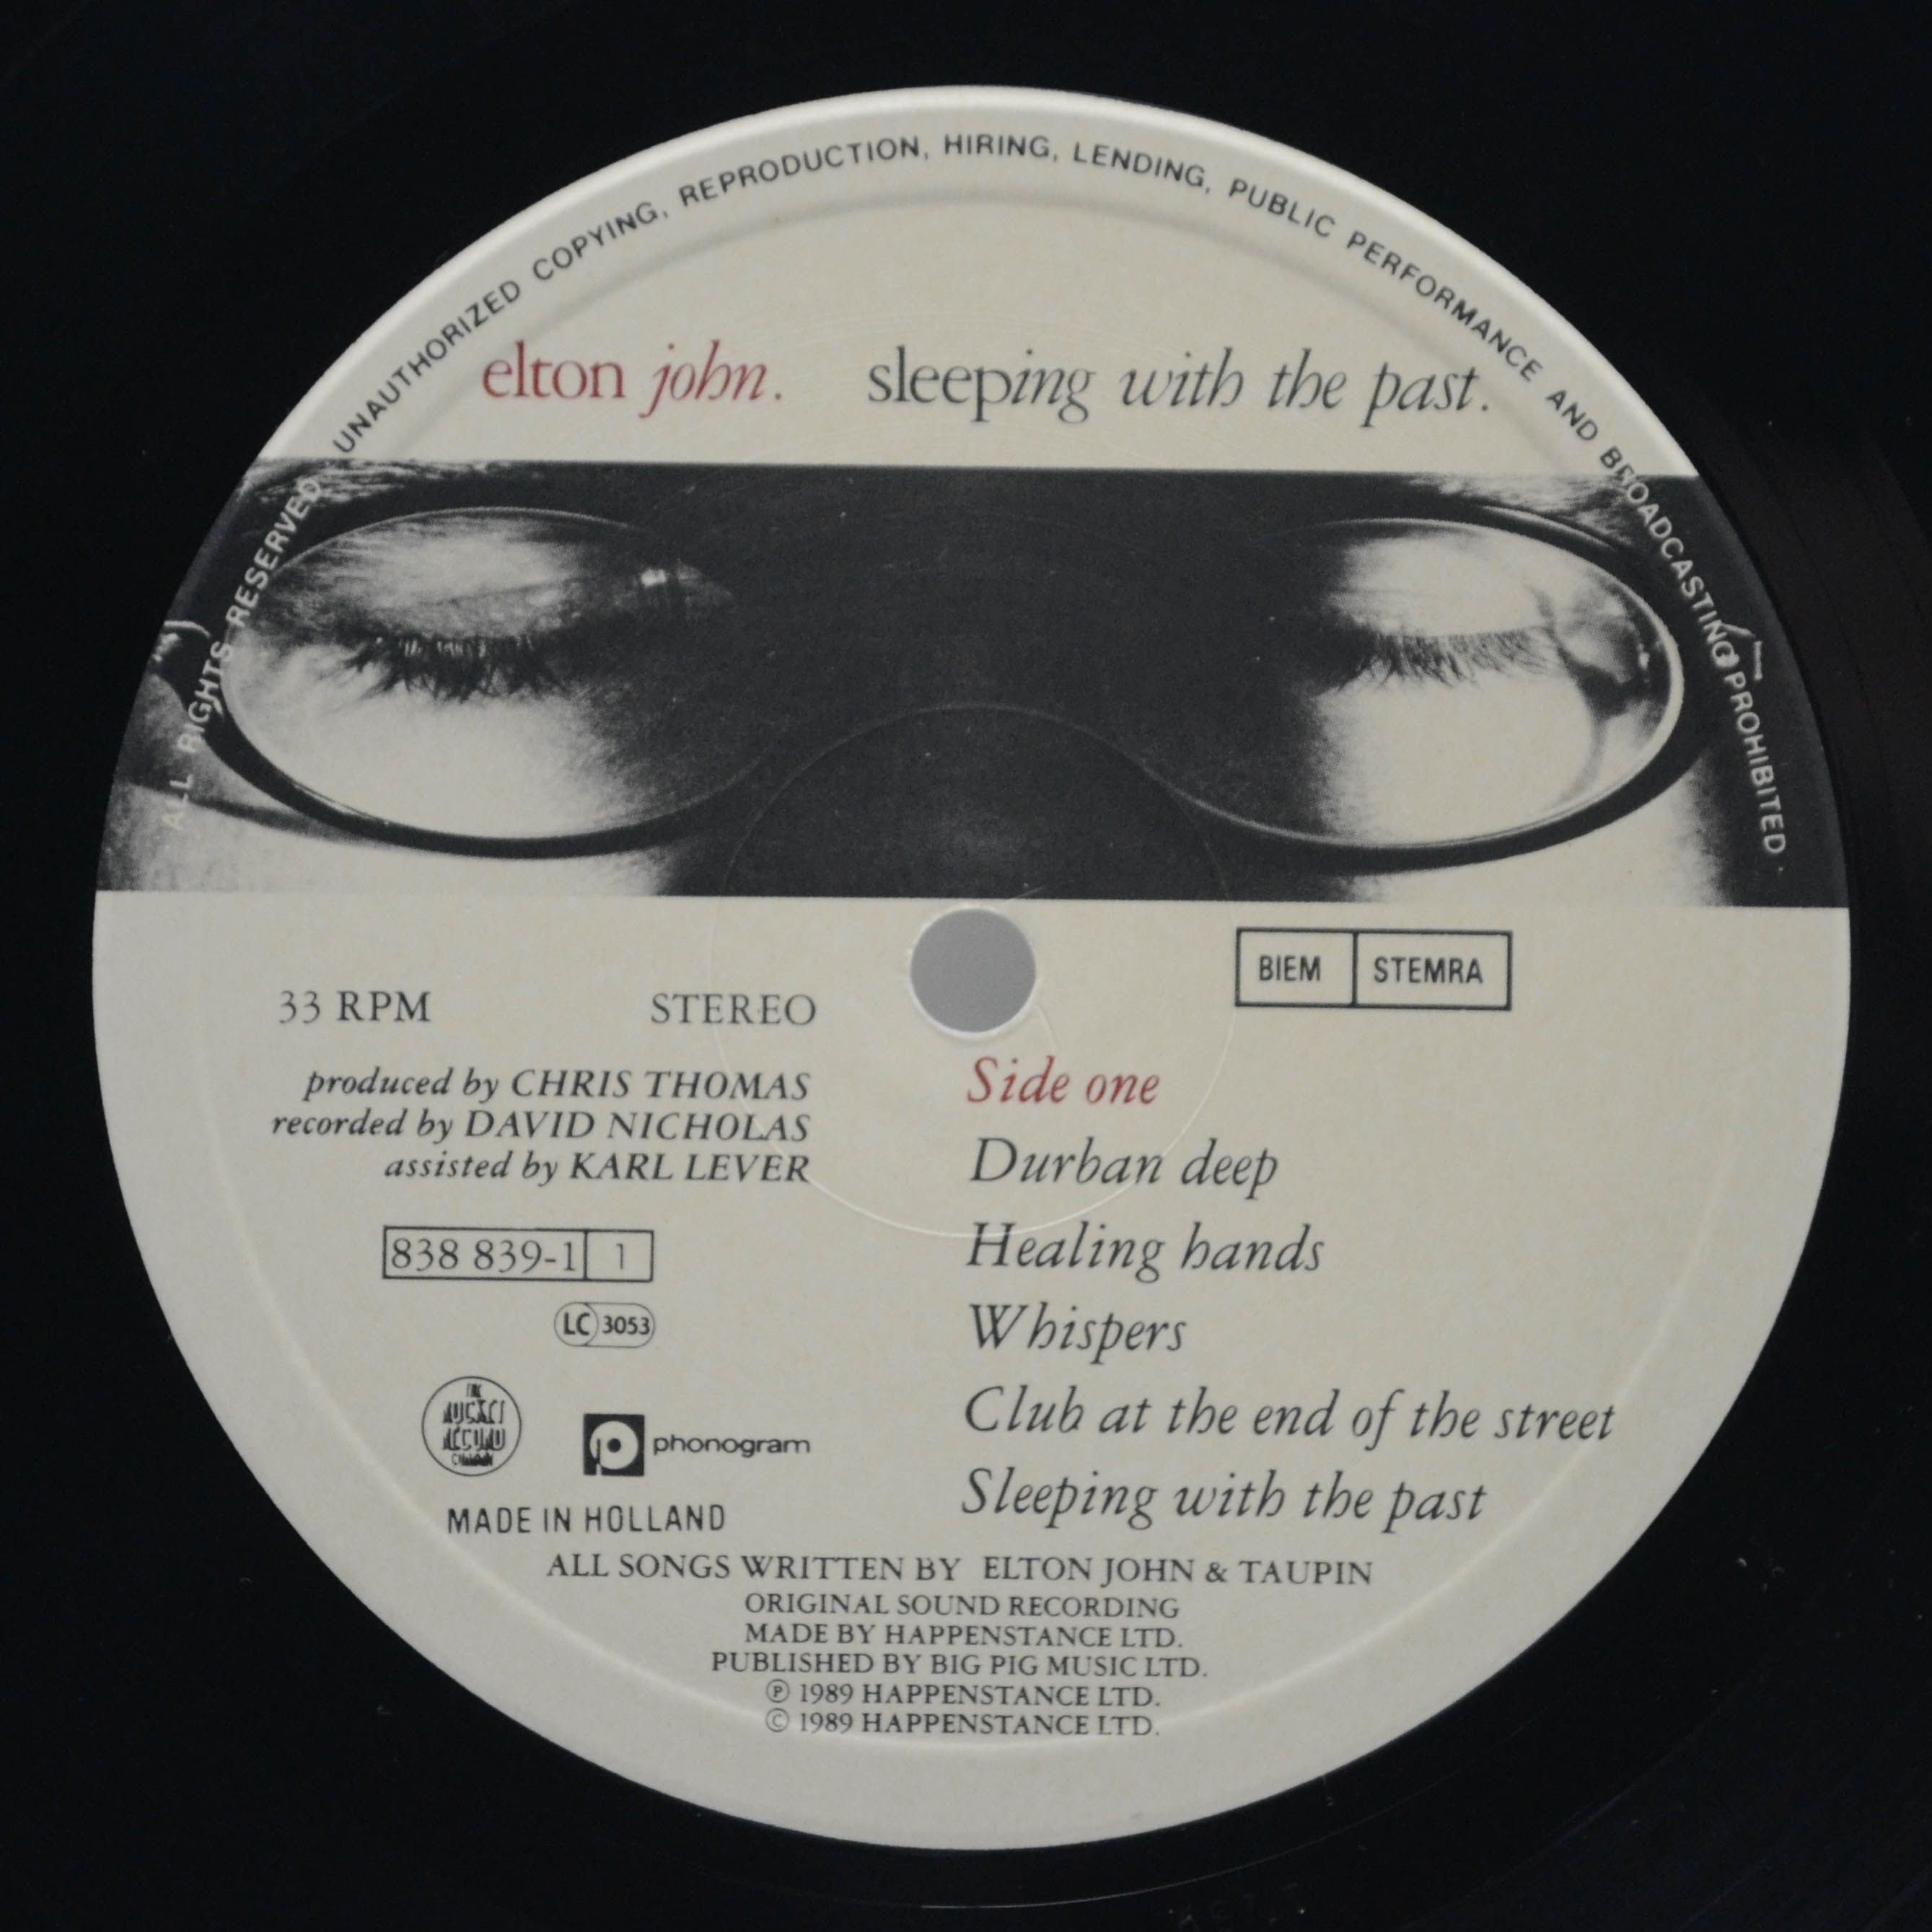 ALL RIGHTS RESERVED UNAUTHORIZED COPYING, REPRODUCTION, HIRING, LENDING, PUBLIC PERFORMANCE AND BROADCASTING PROHIBITED
elton john. sleeping with the past.
BIEM STEMRA
33 RPM STEREO
produced by CHRIS THOMAS
recorded by DAVID NICHOLAS
assisted by KARL LEVER
838 839-1 1
LC 3053
phonogram
MADE IN HOLLAND
Side one
Durban deep
Healing hands
Whispers
Club at the end of the street
Sleeping with the past
ALL SONGS WRITTEN BY ELTON JOHN & TAUPIN
ORIGINAL SOUND RECORDING
MADE BY HAPPENSTANCE LTD.
PUBLISHED BY BIG PIG MUSIC LTD.
Ⓟ 1989 HAPPENSTANCE LTD.
© 1989 HAPPENSTANCE LTD.